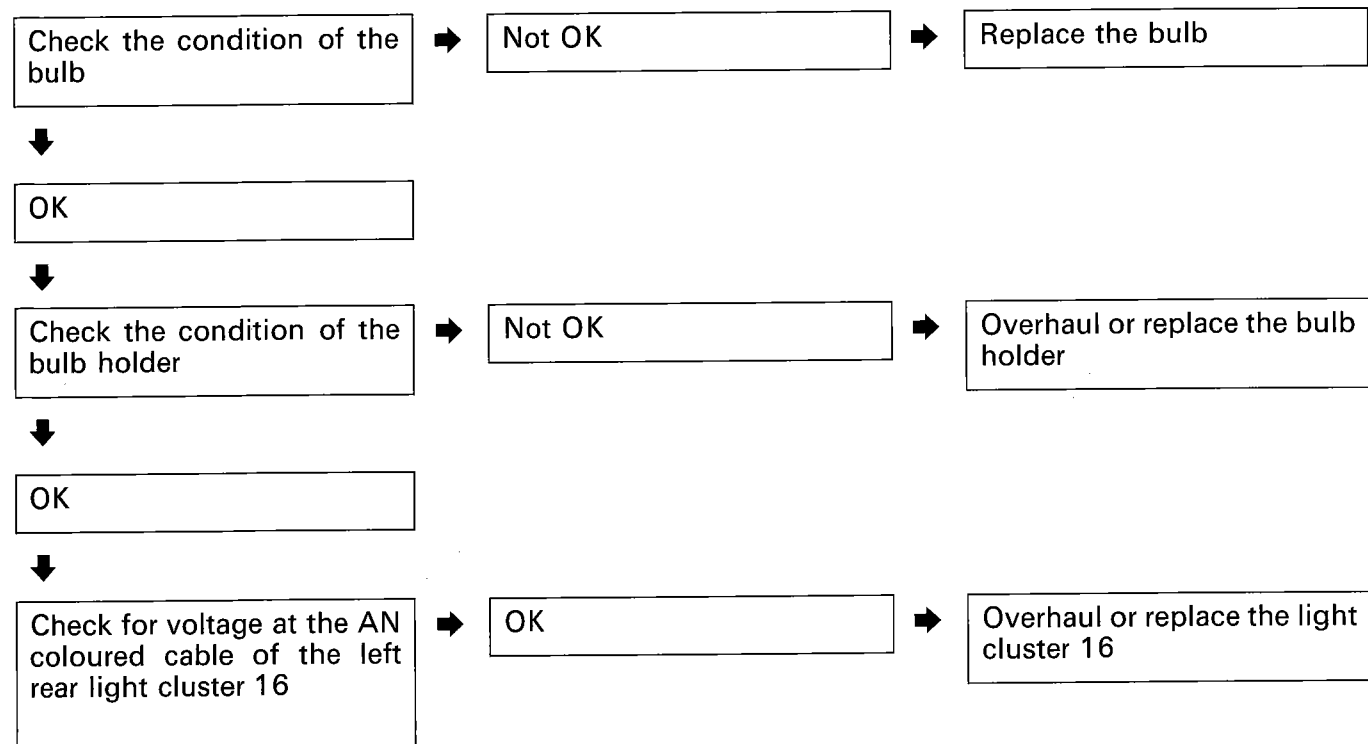 Check the condition of the
bulb
Not OK
Replace the bulb
OK
Check the condition of the
bulb holder
Not OK
Overhaul or replace the bulb
holder
OK
Check for voltage at the AN
coloured cable of the left
rear light cluster 16
OK
Overhaul or replace the light
cluster 16